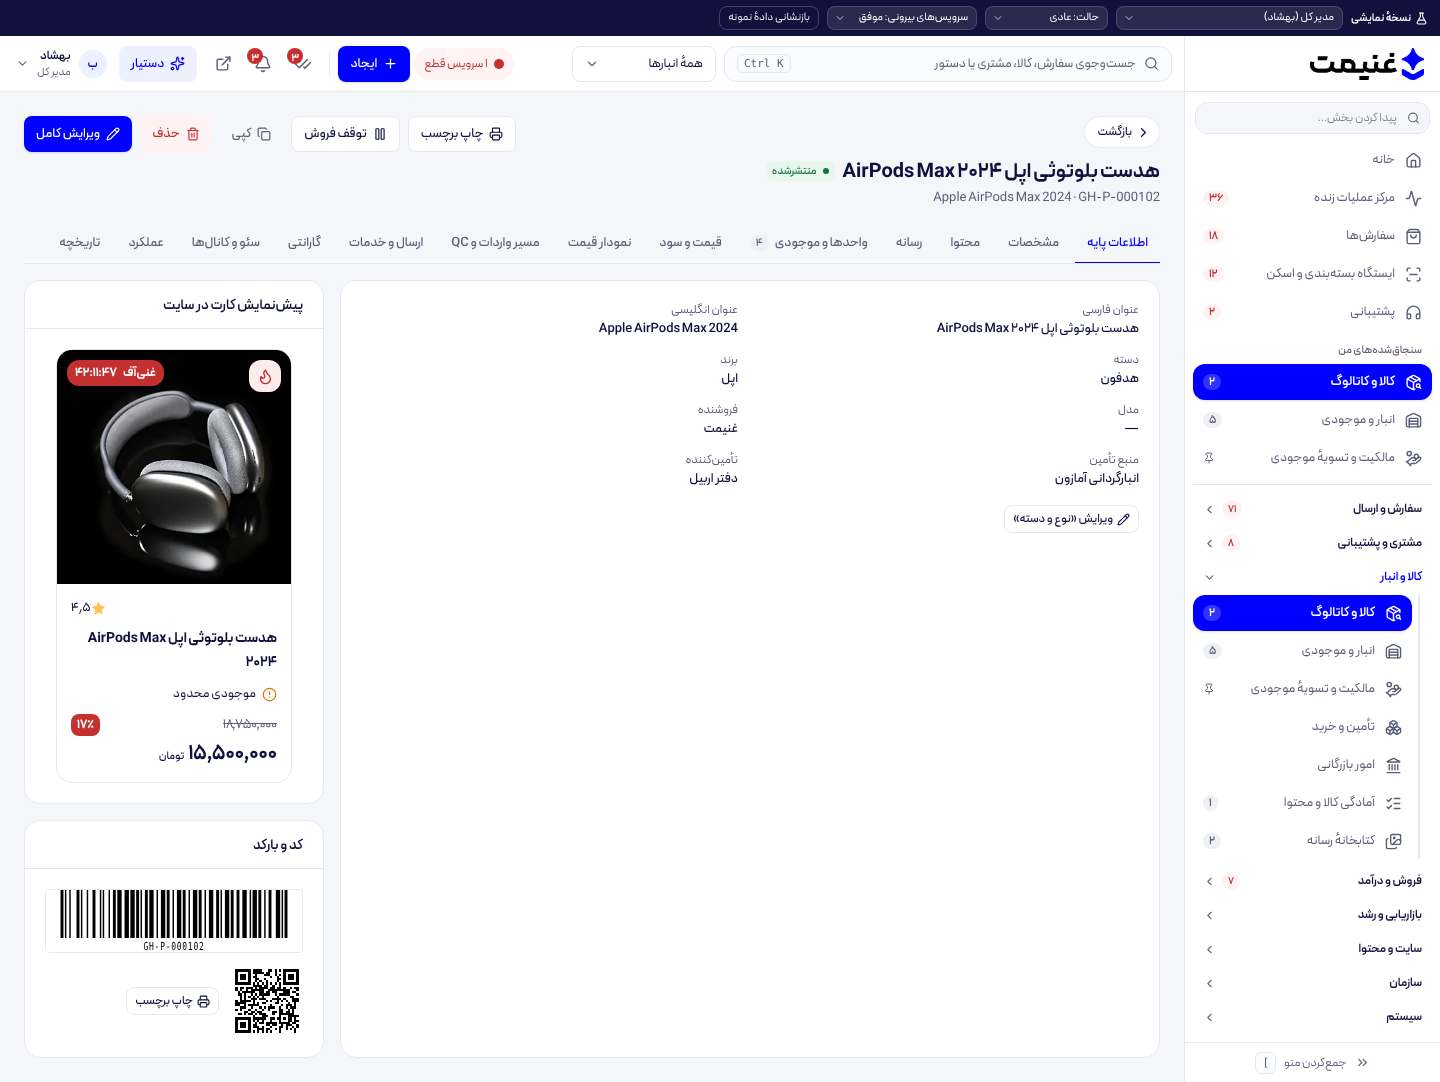 نسخهٔ نمایشی
مدیر کل (بهشاد)
حالت: عادی
سرویس‌های بیرونی: موفق
بازنشانی دادهٔ نمونه
غنیمت
جست‌وجوی سفارش، کالا، مشتری یا دستور
Ctrl K
همهٔ انبارها
۱ سرویس قطع
ایجاد
۳
۳
دستیار
ب
بهشاد
مدیر کل
پیدا کردن بخش...
خانه
مرکز عملیات زنده ۳۶
سفارش‌ها ۱۸
ایستگاه بسته‌بندی و اسکن ۱۲
پشتیبانی ۲
سنجاق‌شده‌های من
کالا و کاتالوگ ۲
انبار و موجودی ۵
مالکیت و تسویهٔ موجودی
سفارش و ارسال ۷۱
مشتری و پشتیبانی ۸
کالا و انبار
کالا و کاتالوگ ۲
انبار و موجودی ۵
مالکیت و تسویهٔ موجودی
تأمین و خرید
امور بازرگانی
آمادگی کالا و محتوا ۱
کتابخانهٔ رسانه ۲
فروش و درآمد ۷
بازاریابی و رشد
سایت و محتوا
سازمان
سیستم
جمع‌کردن منو [
بازگشت
چاپ برچسب
توقف فروش
کپی
حذف
ویرایش کامل
هدست بلوتوثی اپل AirPods Max ۲۰۲۴
منتشرشده
Apple AirPods Max 2024 · GH-P-000102
اطلاعات پایه
مشخصات
محتوا
رسانه
واحدها و موجودی ۴
قیمت و سود
نمودار قیمت
مسیر واردات و QC
ارسال و خدمات
گارانتی
سئو و کانال‌ها
عملکرد
تاریخچه
عنوان فارسی
هدست بلوتوثی اپل AirPods Max ۲۰۲۴
عنوان انگلیسی
Apple AirPods Max 2024
دسته
هدفون
برند
اپل
مدل
—
فروشنده
غنیمت
منبع تأمین
انبارگردانی آمازون
تأمین‌کننده
دفتر اربیل
ویرایش «نوع و دسته»
پیش‌نمایش کارت در سایت
غنی‌آف ۴۲:۱۱:۴۷
۴٫۵
هدست بلوتوثی اپل AirPods Max
۲۰۲۴
موجودی محدود
۱۸,۷۵۰,۰۰۰
۱۷٪
۱۵,۵۰۰,۰۰۰ تومان
کد و بارکد
GH-P-000102
چاپ برچسب